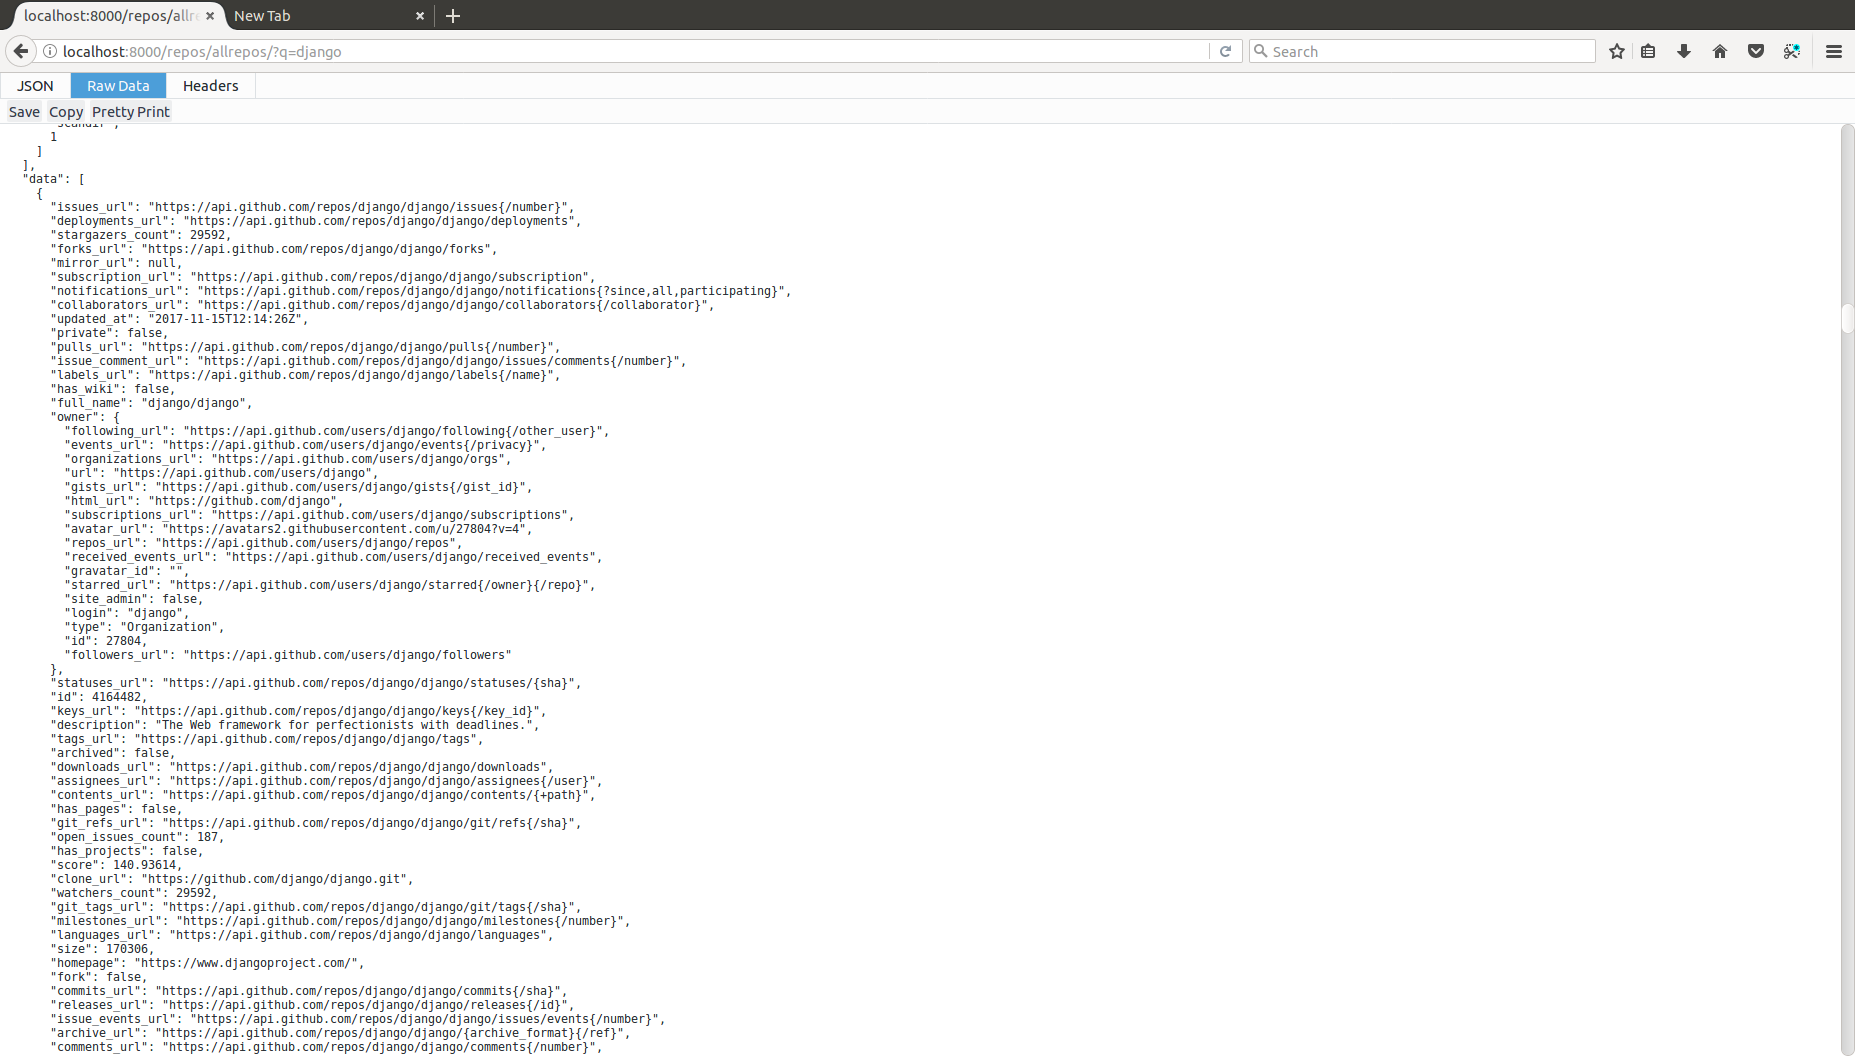 localhost:8000/repos/allre
New Tab
localhost:8000/repos/allrepos/?q=django
Search
JSON
Raw Data
Headers
Save
Copy
Pretty Print
"scandir",
1
]
],
"data": [
{
"issues_url": "https://api.github.com/repos/django/django/issues{/number}",
"deployments_url": "https://api.github.com/repos/django/django/deployments",
"stargazers_count": 29592,
"forks_url": "https://api.github.com/repos/django/django/forks",
"mirror_url": null,
"subscription_url": "https://api.github.com/repos/django/django/subscription",
"notifications_url": "https://api.github.com/repos/django/django/notifications{?since,all,participating}",
"collaborators_url": "https://api.github.com/repos/django/django/collaborators{/collaborator}",
"updated_at": "2017-11-15T12:14:26Z",
"private": false,
"pulls_url": "https://api.github.com/repos/django/django/pulls{/number}",
"issue_comment_url": "https://api.github.com/repos/django/django/issues/comments{/number}",
"labels_url": "https://api.github.com/repos/django/django/labels{/name}",
"has_wiki": false,
"full_name": "django/django",
"owner": {
"following_url": "https://api.github.com/users/django/following{/other_user}",
"events_url": "https://api.github.com/users/django/events{/privacy}",
"organizations_url": "https://api.github.com/users/django/orgs",
"url": "https://api.github.com/users/django",
"gists_url": "https://api.github.com/users/django/gists{/gist_id}",
"html_url": "https://github.com/django",
"subscriptions_url": "https://api.github.com/users/django/subscriptions",
"avatar_url": "https://avatars2.githubusercontent.com/u/27804?v=4",
"repos_url": "https://api.github.com/users/django/repos",
"received_events_url": "https://api.github.com/users/django/received_events",
"gravatar_id": "",
"starred_url": "https://api.github.com/users/django/starred{/owner}{/repo}",
"site_admin": false,
"login": "django",
"type": "Organization",
"id": 27804,
"followers_url": "https://api.github.com/users/django/followers"
},
"statuses_url": "https://api.github.com/repos/django/django/statuses/{sha}",
"id": 4164482,
"keys_url": "https://api.github.com/repos/django/django/keys{/key_id}",
"description": "The Web framework for perfectionists with deadlines.",
"tags_url": "https://api.github.com/repos/django/django/tags",
"archived": false,
"downloads_url": "https://api.github.com/repos/django/django/downloads",
"assignees_url": "https://api.github.com/repos/django/django/assignees{/user}",
"contents_url": "https://api.github.com/repos/django/django/contents/{+path}",
"has_pages": false,
"git_refs_url": "https://api.github.com/repos/django/django/git/refs{/sha}",
"open_issues_count": 187,
"has_projects": false,
"score": 140.93614,
"clone_url": "https://github.com/django/django.git",
"watchers_count": 29592,
"git_tags_url": "https://api.github.com/repos/django/django/git/tags{/sha}",
"milestones_url": "https://api.github.com/repos/django/django/milestones{/number}",
"languages_url": "https://api.github.com/repos/django/django/languages",
"size": 170306,
"homepage": "https://www.djangoproject.com/",
"fork": false,
"commits_url": "https://api.github.com/repos/django/django/commits{/sha}",
"releases_url": "https://api.github.com/repos/django/django/releases{/id}",
"issue_events_url": "https://api.github.com/repos/django/django/issues/events{/number}",
"archive_url": "https://api.github.com/repos/django/django/{archive_format}{/ref}",
"comments_url": "https://api.github.com/repos/django/django/comments{/number}",